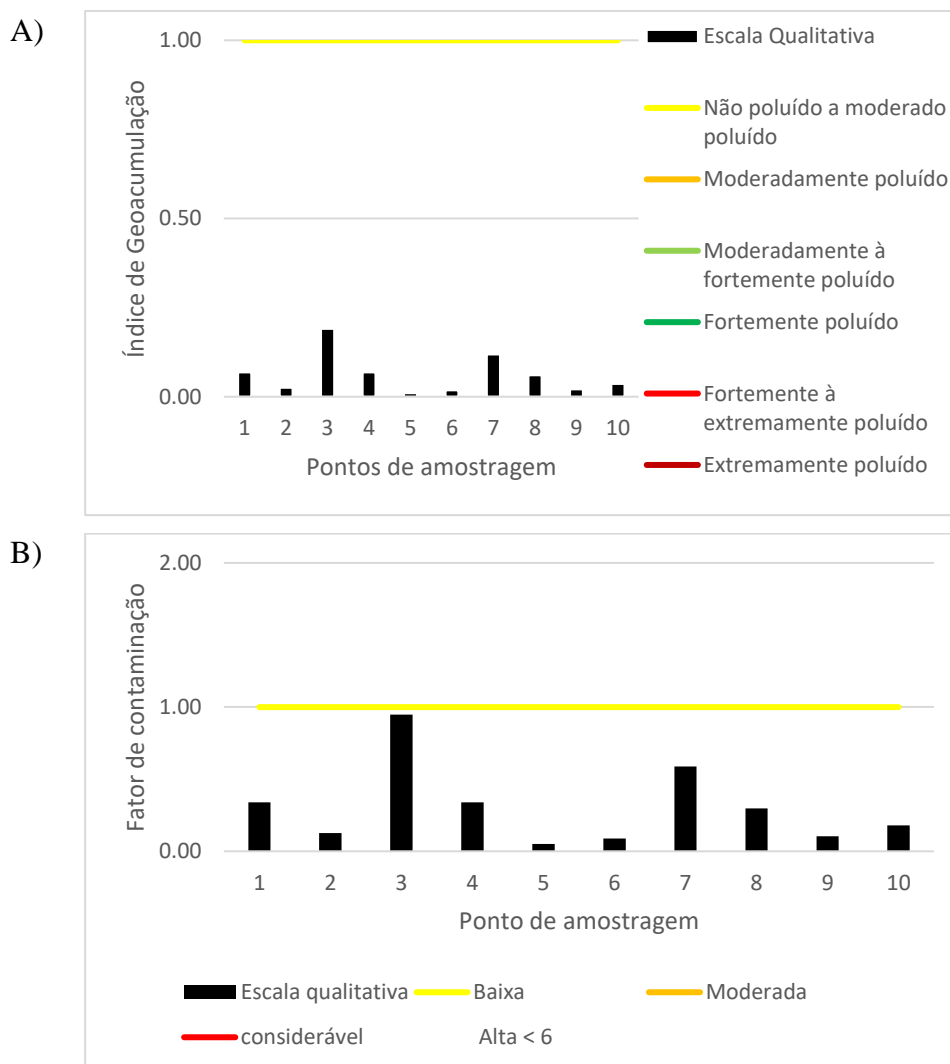 A)
Índice de Geoacumulação
1.00
0.50
0.00
1 2 3 4 5 6 7 8 9 10
Pontos de amostragem
Escala Qualitativa
Não poluído a moderado
poluído
Moderadamente poluído
Moderadamente à
fortemente poluído
Fortemente poluído
Fortemente à
extremamente poluído
Extremamente poluído
B)
Fator de contaminação
2.00
1.00
0.00
1 2 3 4 5 6 7 8 9 10
Ponto de amostragem
Escala qualitativa Baixa Moderada
considerável Alta < 6